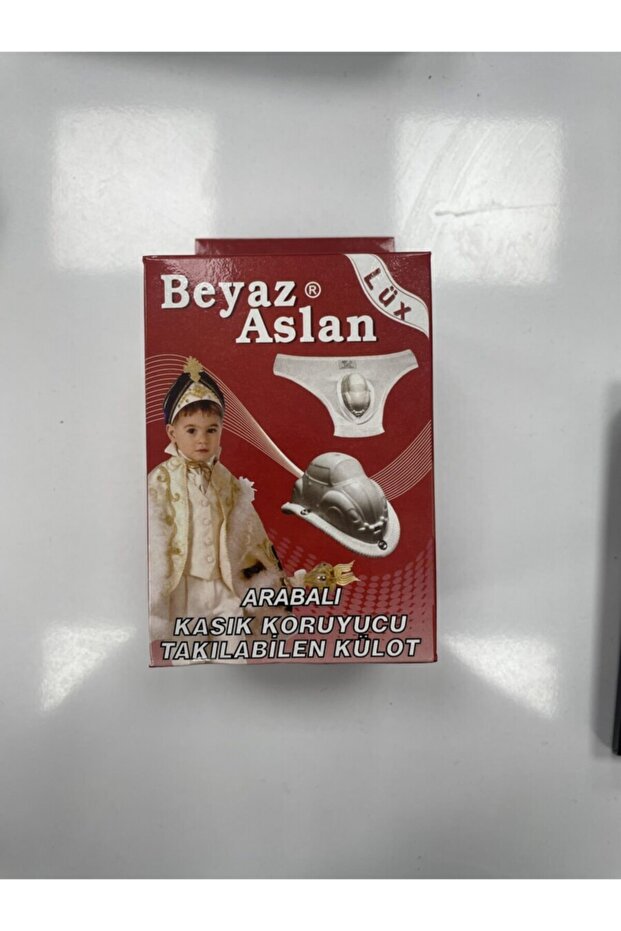 Beyaz ®
Aslan
LÜX
ARABALI
KASIK KORUYUCU
TAKILABİLEN KÜLOT